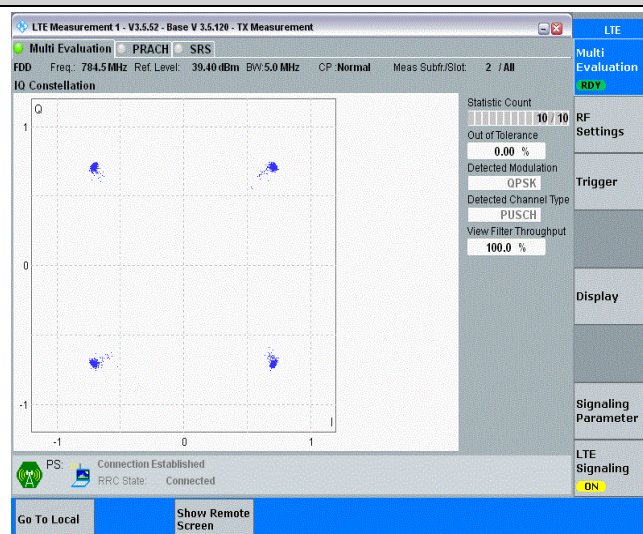 LTE Measurement 1 - V3.5.52 - Base V 3.5.120 - TX Measurement
LTE
Multi Evaluation PRACH SRS
Multi
Evaluation
RDY
FDD Freq.: 784.5 MHz Ref. Level: 39.40 dBm BW: 5.0 MHz CP :Normal Meas Subfr./Slot: 2 / All
IQ Constellation
Q
1
0
-1
-1
0
1
I
Statistic Count
10 / 10
Out of Tolerance
0.00 %
Detected Modulation
QPSK
Detected Channel Type
PUSCH
View Filter Throughput
100.0 %
RF
Settings
Trigger
Display
Signaling
Parameter
LTE
Signaling
ON
PS: Connection Established
RRC State: Connected
Go To Local
Show Remote
Screen